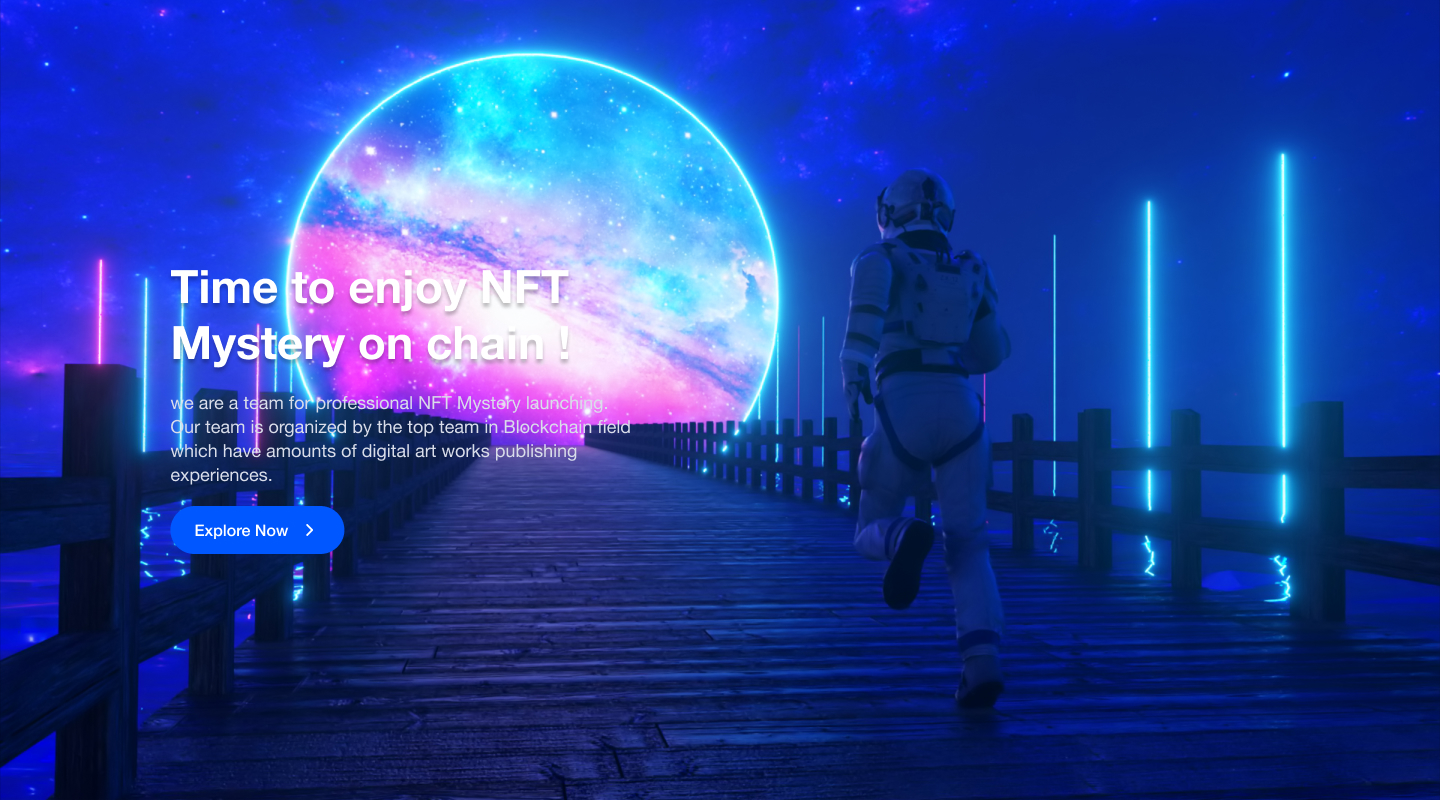 Time to enjoy NFT
Mystery on chain !
we are a team for professional NFT Mystery launching.
Our team is organized by the top team in Blockchain field
which have amounts of digital art works publishing
experiences.
Explore Now